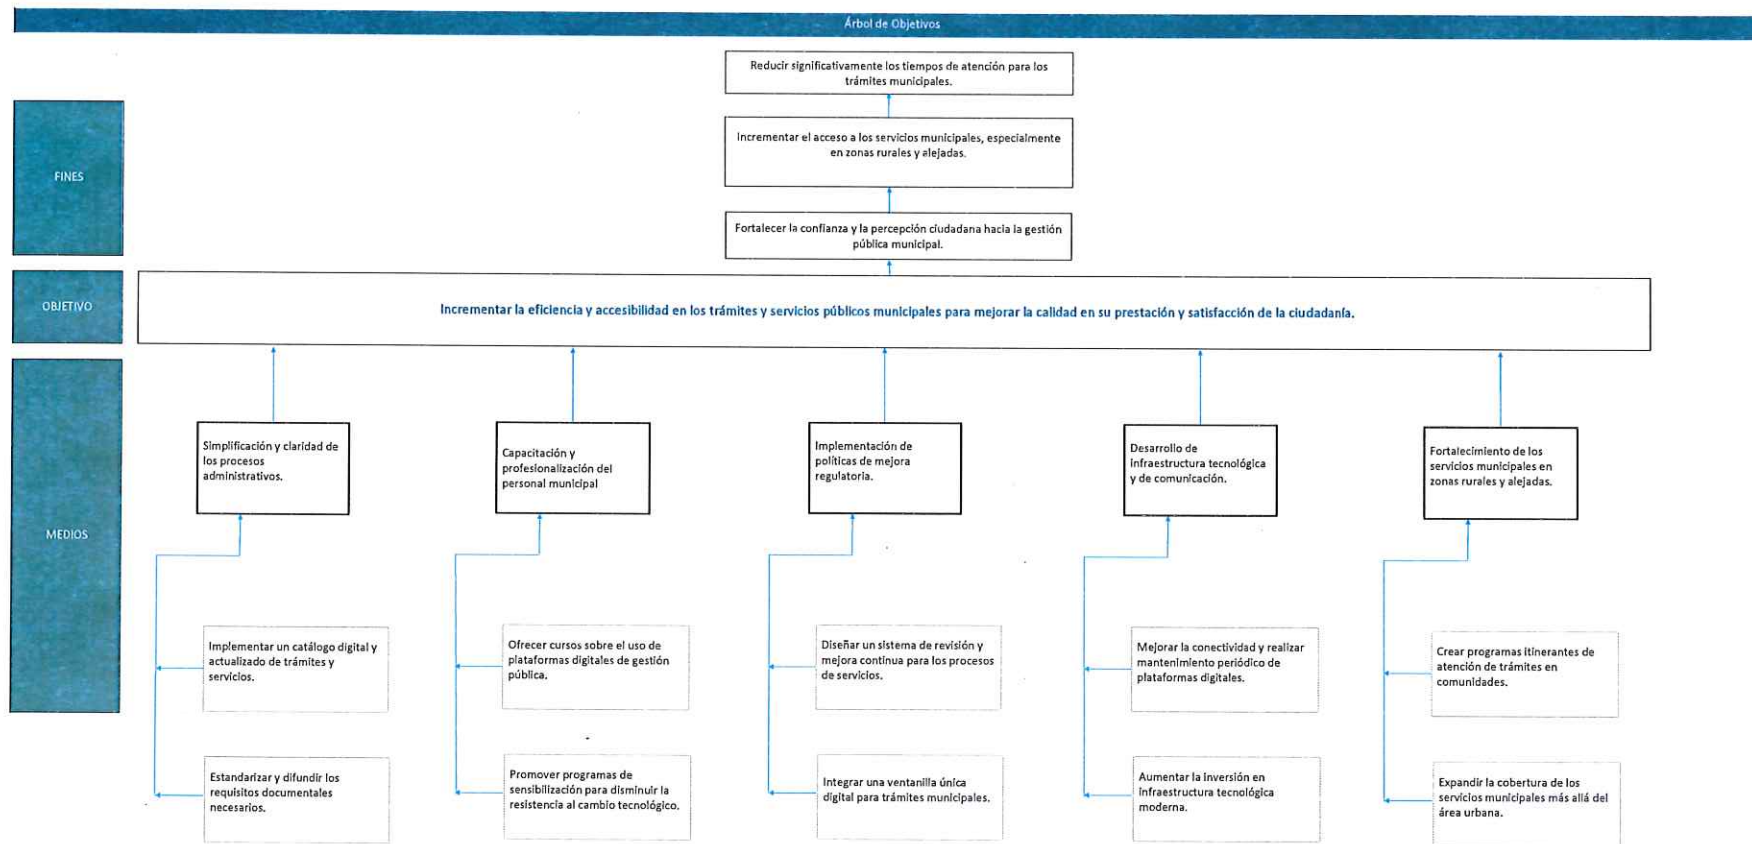 Árbol de Objetivos
Reducir significativamente los tiempos de atención para los
trámites municipales.
FINES
Incrementar el acceso a los servicios municipales, especialmente
en zonas rurales y alejadas.
Fortalecer la confianza y la percepción ciudadana hacia la gestión
pública municipal.
OBJETIVO
Incrementar la eficiencia y accesibilidad en los trámites y servicios públicos municipales para mejorar la calidad en su prestación y satisfacción de la ciudadanía.
MEDIOS
Simplificación y claridad de
los procesos
administrativos.
Capacitación y
profesionalización del
personal municipal
Implementación de
políticas de mejora
regulatoria.
Desarrollo de
infraestructura tecnológica
y de comunicación.
Fortalecimiento de los
servicios municipales en
zonas rurales y alejadas.
Implementar un catálogo digital y
actualizado de trámites y
servicios.
Ofrecer cursos sobre el uso de
plataformas digitales de gestión
pública.
Diseñar un sistema de revisión y
mejora continua para los procesos
de servicios.
Mejorar la conectividad y realizar
mantenimiento periódico de
plataformas digitales.
Crear programas itinerantes de
atención de trámites en
comunidades.
Estandarizar y difundir los
requisitos documentales
necesarios.
Promover programas de
sensibilización para disminuir la
resistencia al cambio tecnológico.
Integrar una ventanilla única
digital para trámites municipales.
Aumentar la inversión en
infraestructura tecnológica
moderna.
Expandir la cobertura de los
servicios municipales más allá del
área urbana.